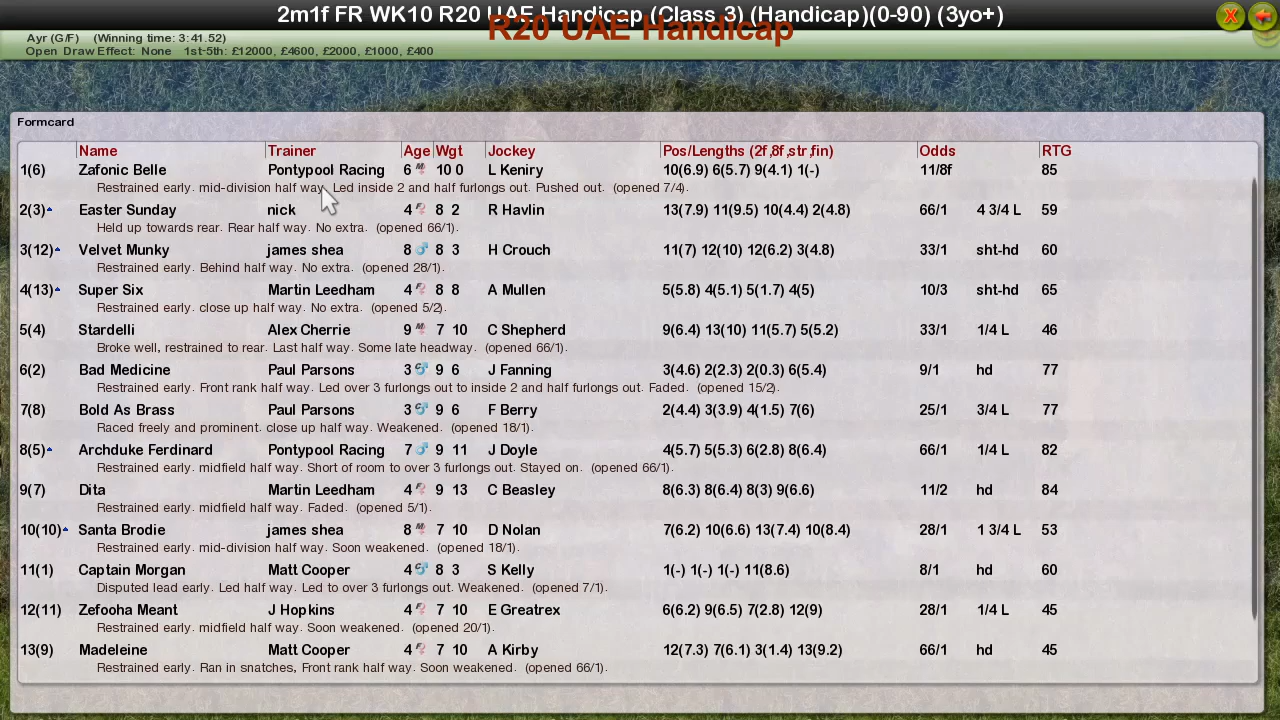 2m1f FR WK10 R20 UAE Handicap (Class 3) (Handicap)(0-90) (3yo+)
R20 UAE Handicap
Ayr (G/F) (Winning time: 3:41.52)
Open Draw Effect: None 1st-5th: £12000, £4600, £2000, £1000, £400
Formcard
Name Trainer Age Wgt Jockey Pos/Lengths (2f,8f,str,fin) Odds RTG
1(6) Zafonic Belle Pontypool Racing 6 10 0 L Keniry 10(6.9) 6(5.7) 9(4.1) 1(-) 11/8f 85
Restrained early. mid-division half way. Led inside 2 and half furlongs out. Pushed out. (opened 7/4).
2(3) Easter Sunday nick 4 8 2 R Havlin 13(7.9) 11(9.5) 10(4.4) 2(4.8) 66/1 4 3/4 L 59
Held up towards rear. Rear half way. No extra. (opened 66/1).
3(12) Velvet Munky james shea 8 8 3 H Crouch 11(7) 12(10) 12(6.2) 3(4.8) 33/1 sht-hd 60
Restrained early. Behind half way. No extra. (opened 28/1).
4(13) Super Six Martin Leedham 4 8 8 A Mullen 5(5.8) 4(5.1) 5(1.7) 4(5) 10/3 sht-hd 65
Restrained early. close up half way. No extra. (opened 5/2).
5(4) Stardelli Alex Cherrie 9 7 10 C Shepherd 9(6.4) 13(10) 11(5.7) 5(5.2) 33/1 1/4 L 46
Broke well, restrained to rear. Last half way. Some late headway. (opened 66/1).
6(2) Bad Medicine Paul Parsons 3 9 6 J Fanning 3(4.6) 2(2.3) 2(0.3) 6(5.4) 9/1 hd 77
Restrained early. Front rank half way. Led over 3 furlongs out to inside 2 and half furlongs out. Faded. (opened 15/2).
7(8) Bold As Brass Paul Parsons 3 9 6 F Berry 2(4.4) 3(3.9) 4(1.5) 7(6) 25/1 3/4 L 77
Raced freely and prominent. close up half way. Weakened. (opened 18/1).
8(5) Archduke Ferdinard Pontypool Racing 7 9 11 J Doyle 4(5.7) 5(5.3) 6(2.8) 8(6.4) 66/1 1/4 L 82
Restrained early. midfield half way. Short of room to over 3 furlongs out. Stayed on. (opened 66/1).
9(7) Dita Martin Leedham 4 9 13 C Beasley 8(6.3) 8(6.4) 8(3) 9(6.6) 11/2 hd 84
Restrained early. midfield half way. Faded. (opened 5/1).
10(10) Santa Brodie james shea 8 7 10 D Nolan 7(6.2) 10(6.6) 13(7.4) 10(8.4) 28/1 1 3/4 L 53
Restrained early. mid-division half way. Soon weakened. (opened 18/1).
11(1) Captain Morgan Matt Cooper 4 8 3 S Kelly 1(-) 1(-) 1(-) 11(8.6) 8/1 hd 60
Disputed lead early. Led half way. Led to over 3 furlongs out. Weakened. (opened 7/1).
12(11) Zefooha Meant J Hopkins 4 7 10 E Greatrex 6(6.2) 9(6.5) 7(2.8) 12(9) 28/1 1/4 L 45
Restrained early. midfield half way. Soon weakened. (opened 20/1).
13(9) Madeleine Matt Cooper 4 7 10 A Kirby 12(7.3) 7(6.1) 3(1.4) 13(9.2) 66/1 hd 45
Restrained early. Ran in snatches, Front rank half way. Soon weakened. (opened 66/1).